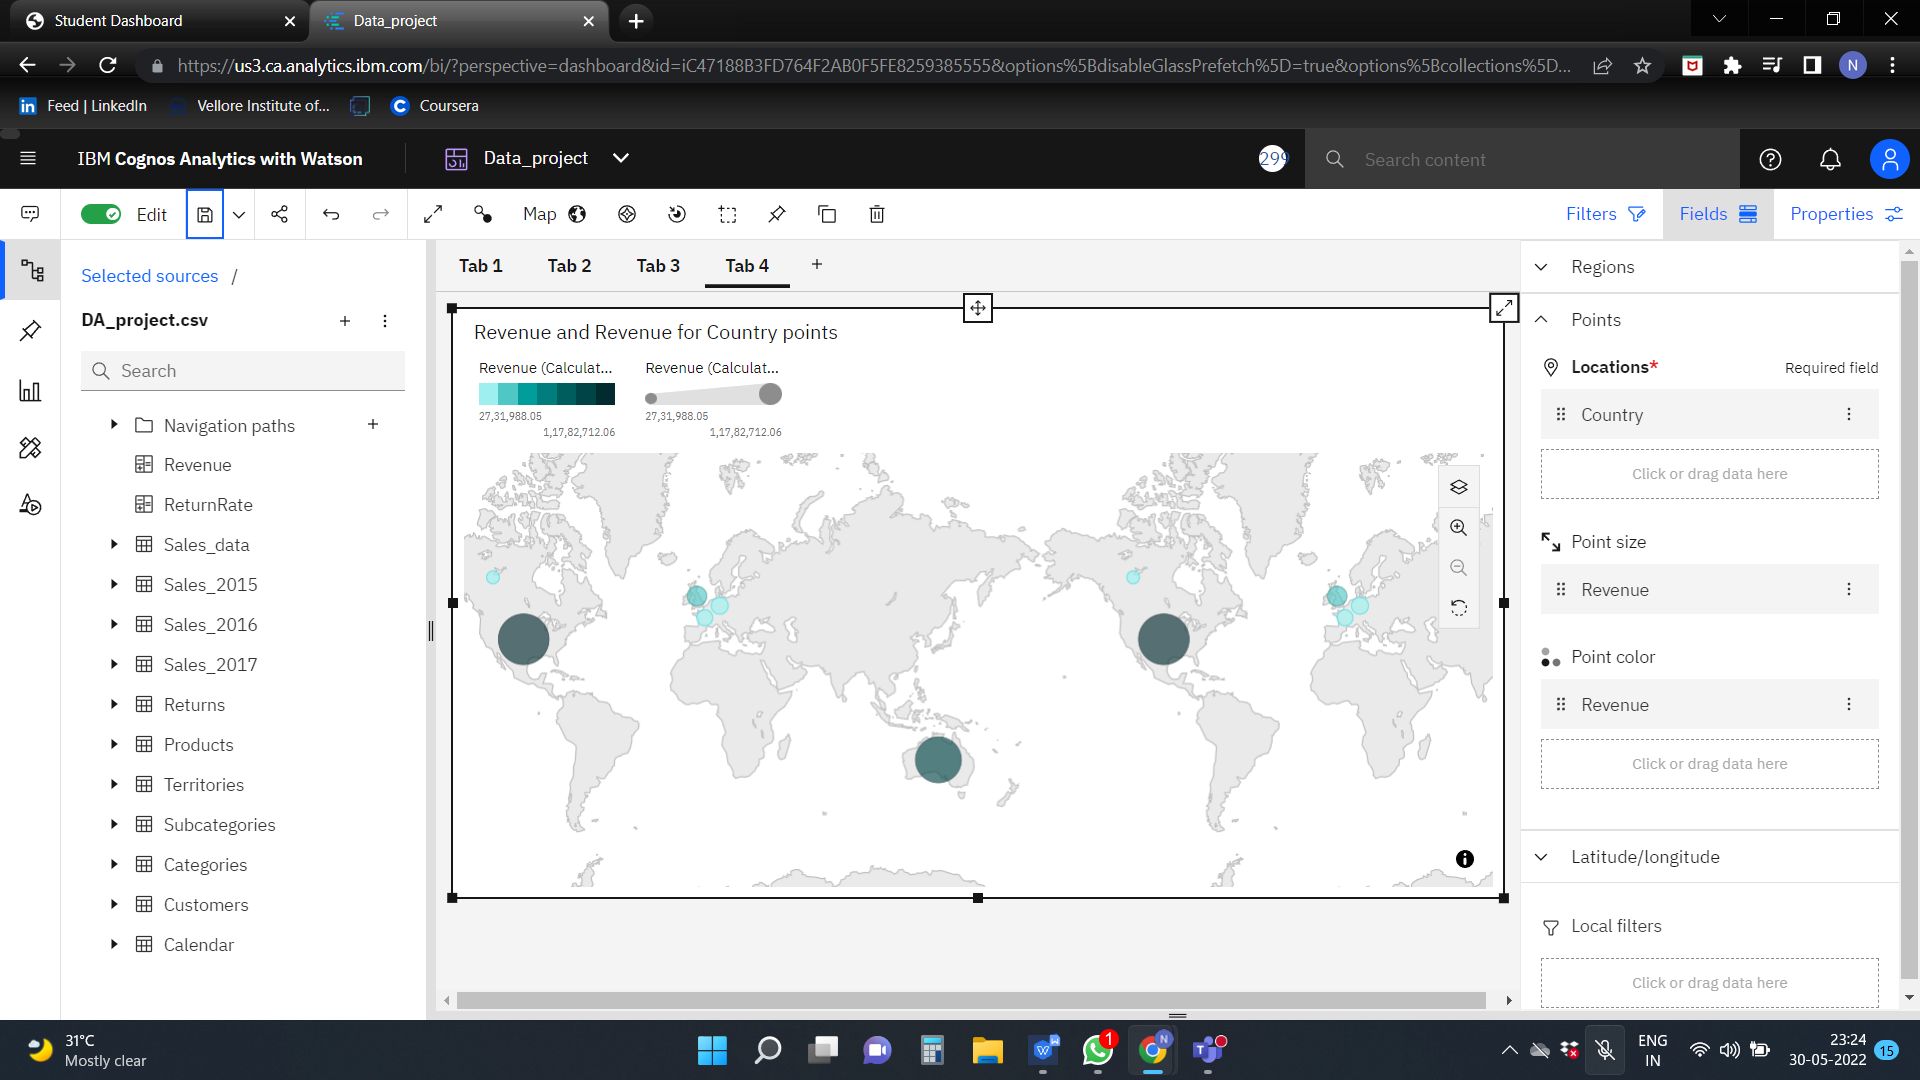 Student Dashboard
Data_project
https://us3.ca.analytics.ibm.com/bi/?perspective=dashboard&id=iC47188B3FD764F2AB0F5FE8259385555&options%5BdisableGlassPrefetch%5D=true&options%5Bcollections%5D...
N
in Feed | LinkedIn
Vellore Institute of...
C Coursera
IBM Cognos Analytics with Watson
Data_project
299
Search content
Edit
Map
Filters
Fields
Properties
Selected sources /
DA_project.csv
Search
Navigation paths
Revenue
ReturnRate
Sales_data
Sales_2015
Sales_2016
Sales_2017
Returns
Products
Territories
Subcategories
Categories
Customers
Calendar
Tab 1
Tab 2
Tab 3
Tab 4
Revenue and Revenue for Country points
Revenue (Calculat...
27,31,988.05
1,17,82,712.06
Revenue (Calculat...
27,31,988.05
1,17,82,712.06
Regions
Points
Locations*
Required field
Country
Click or drag data here
Point size
Revenue
Point color
Revenue
Click or drag data here
Latitude/longitude
Local filters
Click or drag data here
31°C
Mostly clear
W
1
N
T
ENG
IN
23:24
30-05-2022
15